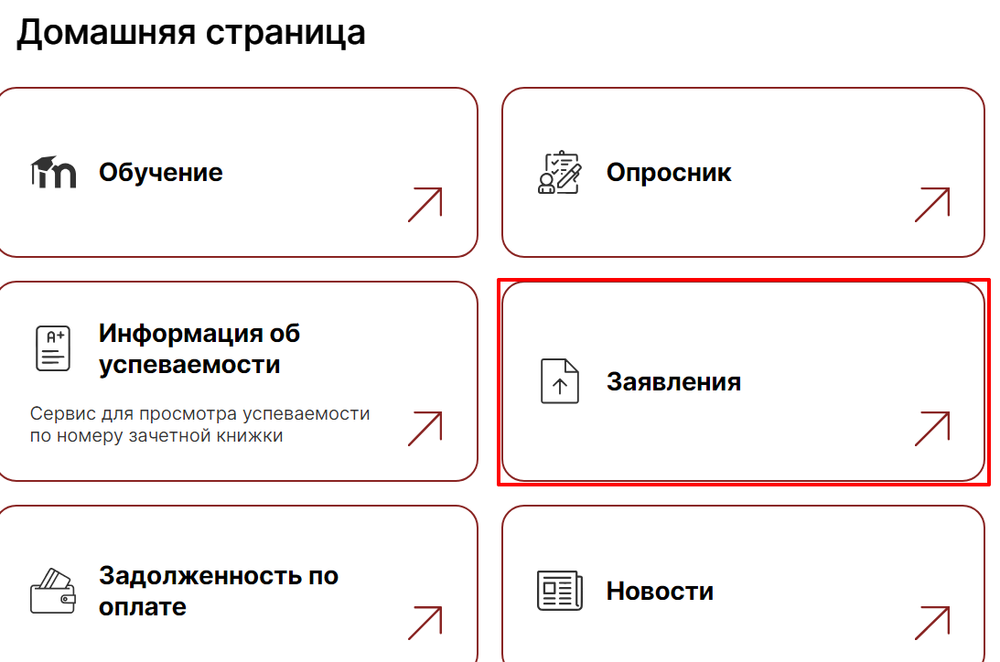 Домашняя страница
Обучение
Опросник
Информация об
успеваемости
Сервис для просмотра успеваемости
по номеру зачетной книжки
A+
Заявления
Задолженность по
оплате
Новости